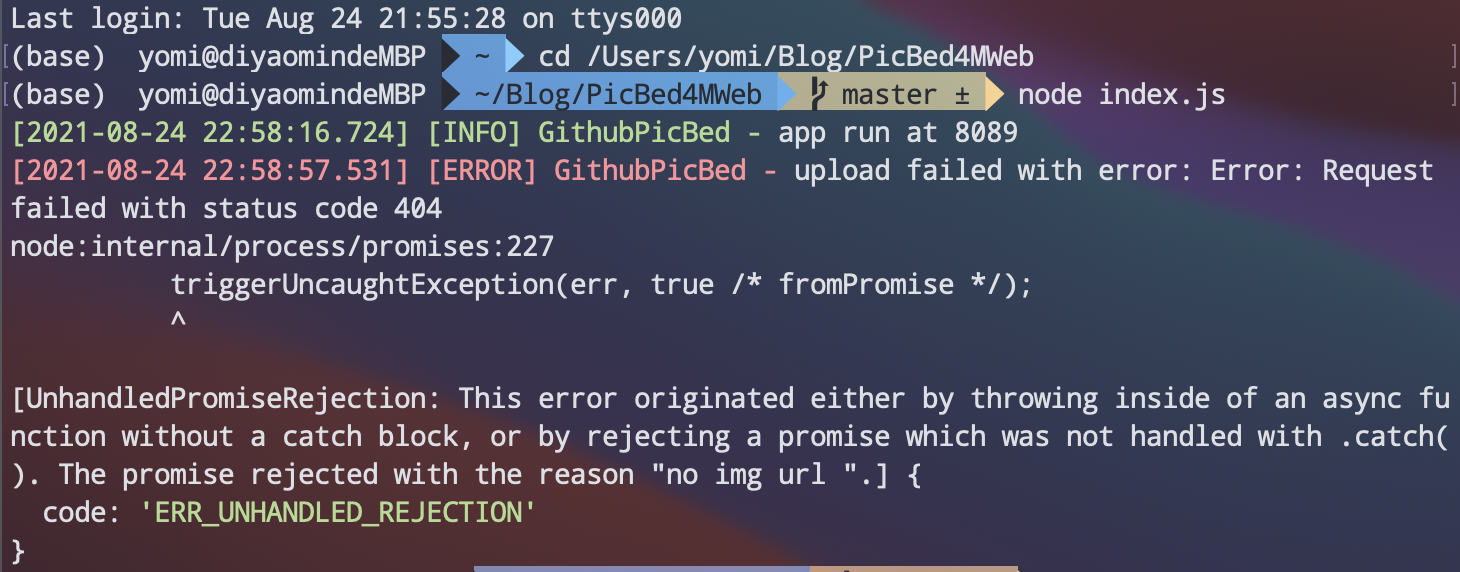 Last login: Tue Aug 24 21:55:28 on ttys000
[(base)  yomi@diyaomindeMBP  ~  cd /Users/yomi/Blog/PicBed4MWeb ]
[(base)  yomi@diyaomindeMBP  ~/Blog/PicBed4MWeb  master ±  node index.js ]
[2021-08-24 22:58:16.724] [INFO] GithubPicBed - app run at 8089
[2021-08-24 22:58:57.531] [ERROR] GithubPicBed - upload failed with error: Error: Request
failed with status code 404
node:internal/process/promises:227
          triggerUncaughtException(err, true /* fromPromise */);
          ^
[UnhandledPromiseRejection: This error originated either by throwing inside of an async fu
nction without a catch block, or by rejecting a promise which was not handled with .catch(
). The promise rejected with the reason "no img url ".] {
  code: 'ERR_UNHANDLED_REJECTION'
}